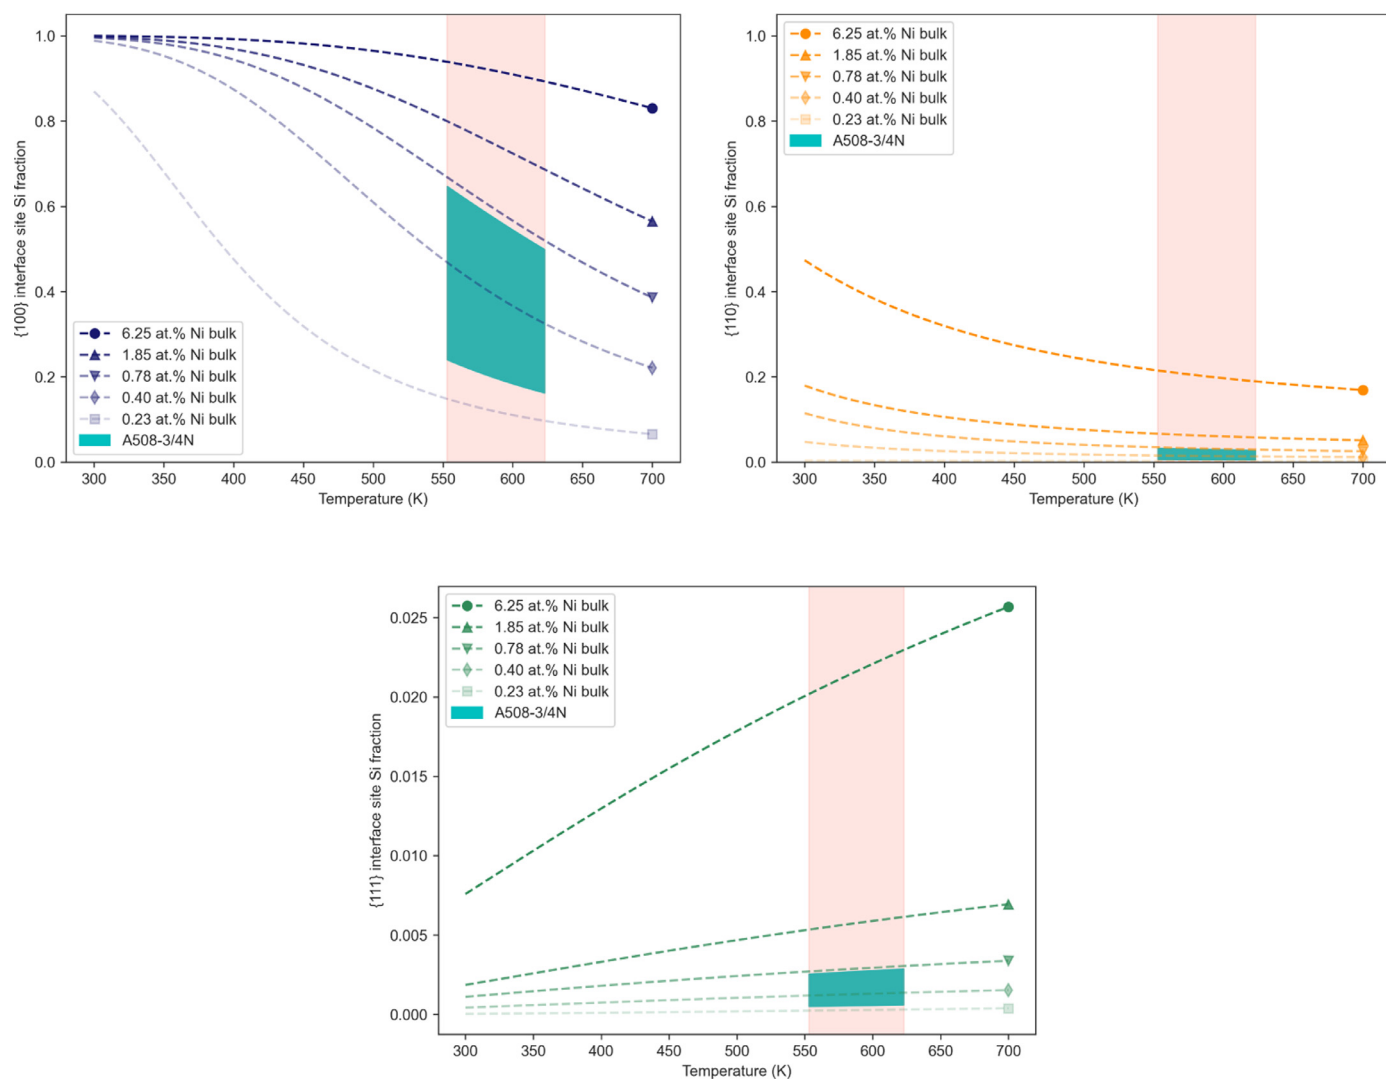 {100} interface site Si fraction
1.0
0.8
0.6
0.4
0.2
0.0
6.25 at.% Ni bulk
1.85 at.% Ni bulk
0.78 at.% Ni bulk
0.40 at.% Ni bulk
0.23 at.% Ni bulk
A508-3/4N
300 350 400 450 500 550 600 650 700
Temperature (K)
{110} interface site Si fraction
1.0
0.8
0.6
0.4
0.2
0.0
6.25 at.% Ni bulk
1.85 at.% Ni bulk
0.78 at.% Ni bulk
0.40 at.% Ni bulk
0.23 at.% Ni bulk
A508-3/4N
300 350 400 450 500 550 600 650 700
Temperature (K)
{111} interface site Si fraction
0.025
0.020
0.015
0.010
0.005
0.000
6.25 at.% Ni bulk
1.85 at.% Ni bulk
0.78 at.% Ni bulk
0.40 at.% Ni bulk
0.23 at.% Ni bulk
A508-3/4N
300 350 400 450 500 550 600 650 700
Temperature (K)